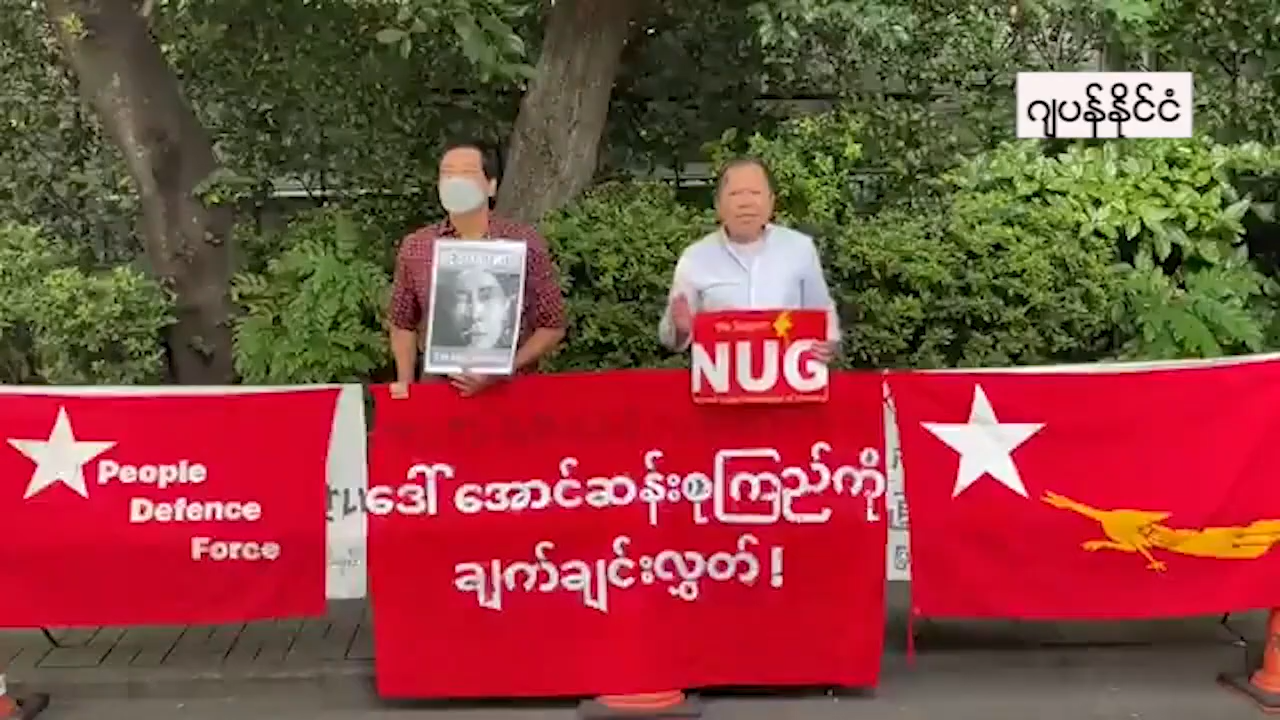 ဂျပန်နိုင်ငံ
We Support
NUG
People
Defence
Force
ဒေါ် အောင်ဆန်းစုကြည်ကို
ချက်ချင်းလွှတ် !